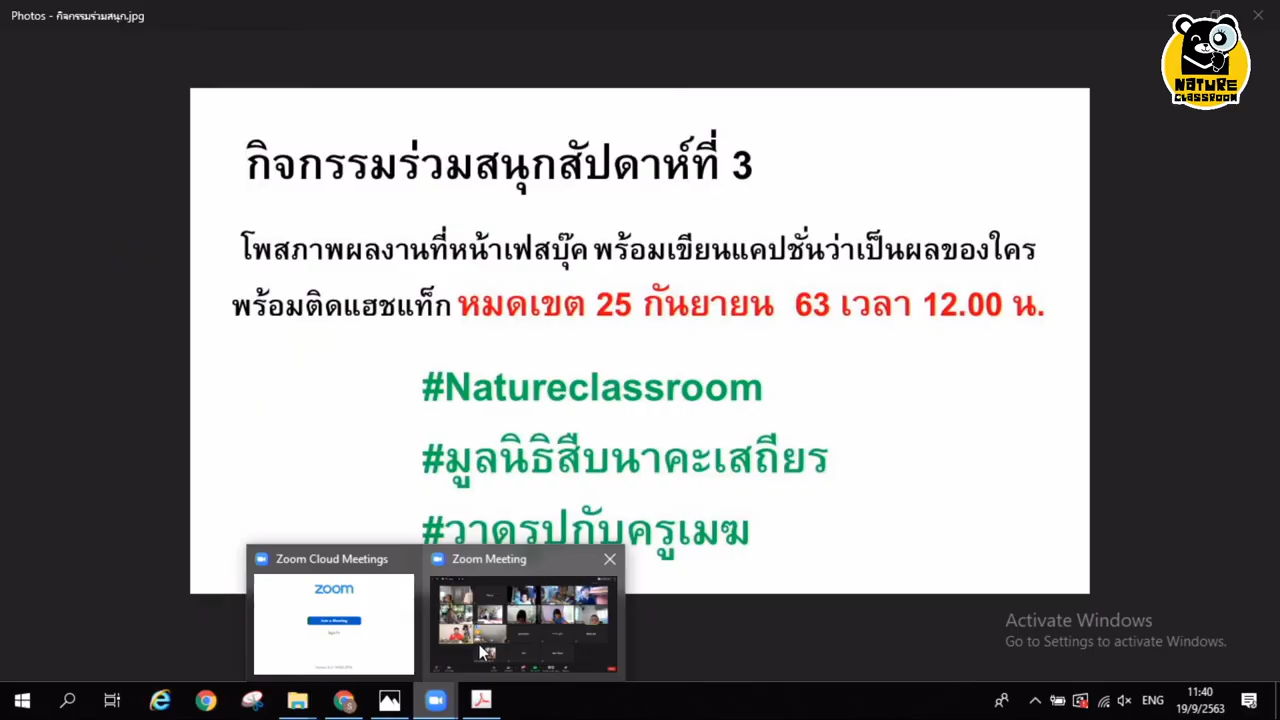 Photos - กิจกรรมร่วมสนุก.jpg
NATURE
CLASSROOM
กิจกรรมร่วมสนุกสัปดาห์ที่ 3
โพสภาพผลงานที่หน้าเฟสบุ๊ค พร้อมเขียนแคปชั่นว่าเป็นผลของใคร
พร้อมติดแฮชแท็ก หมดเขต 25 กันยายน 63 เวลา 12.00 น.
#Natureclassroom
#มูลนิธิสืบนาคะเสถียร
#วาดรูปกับครูเมฆ
Zoom Cloud Meetings
Zoom Meeting
zoom
Join a Meeting
Sign In
Activate Windows
Go to Settings to activate Windows.
ENG
11:40
19/9/2563